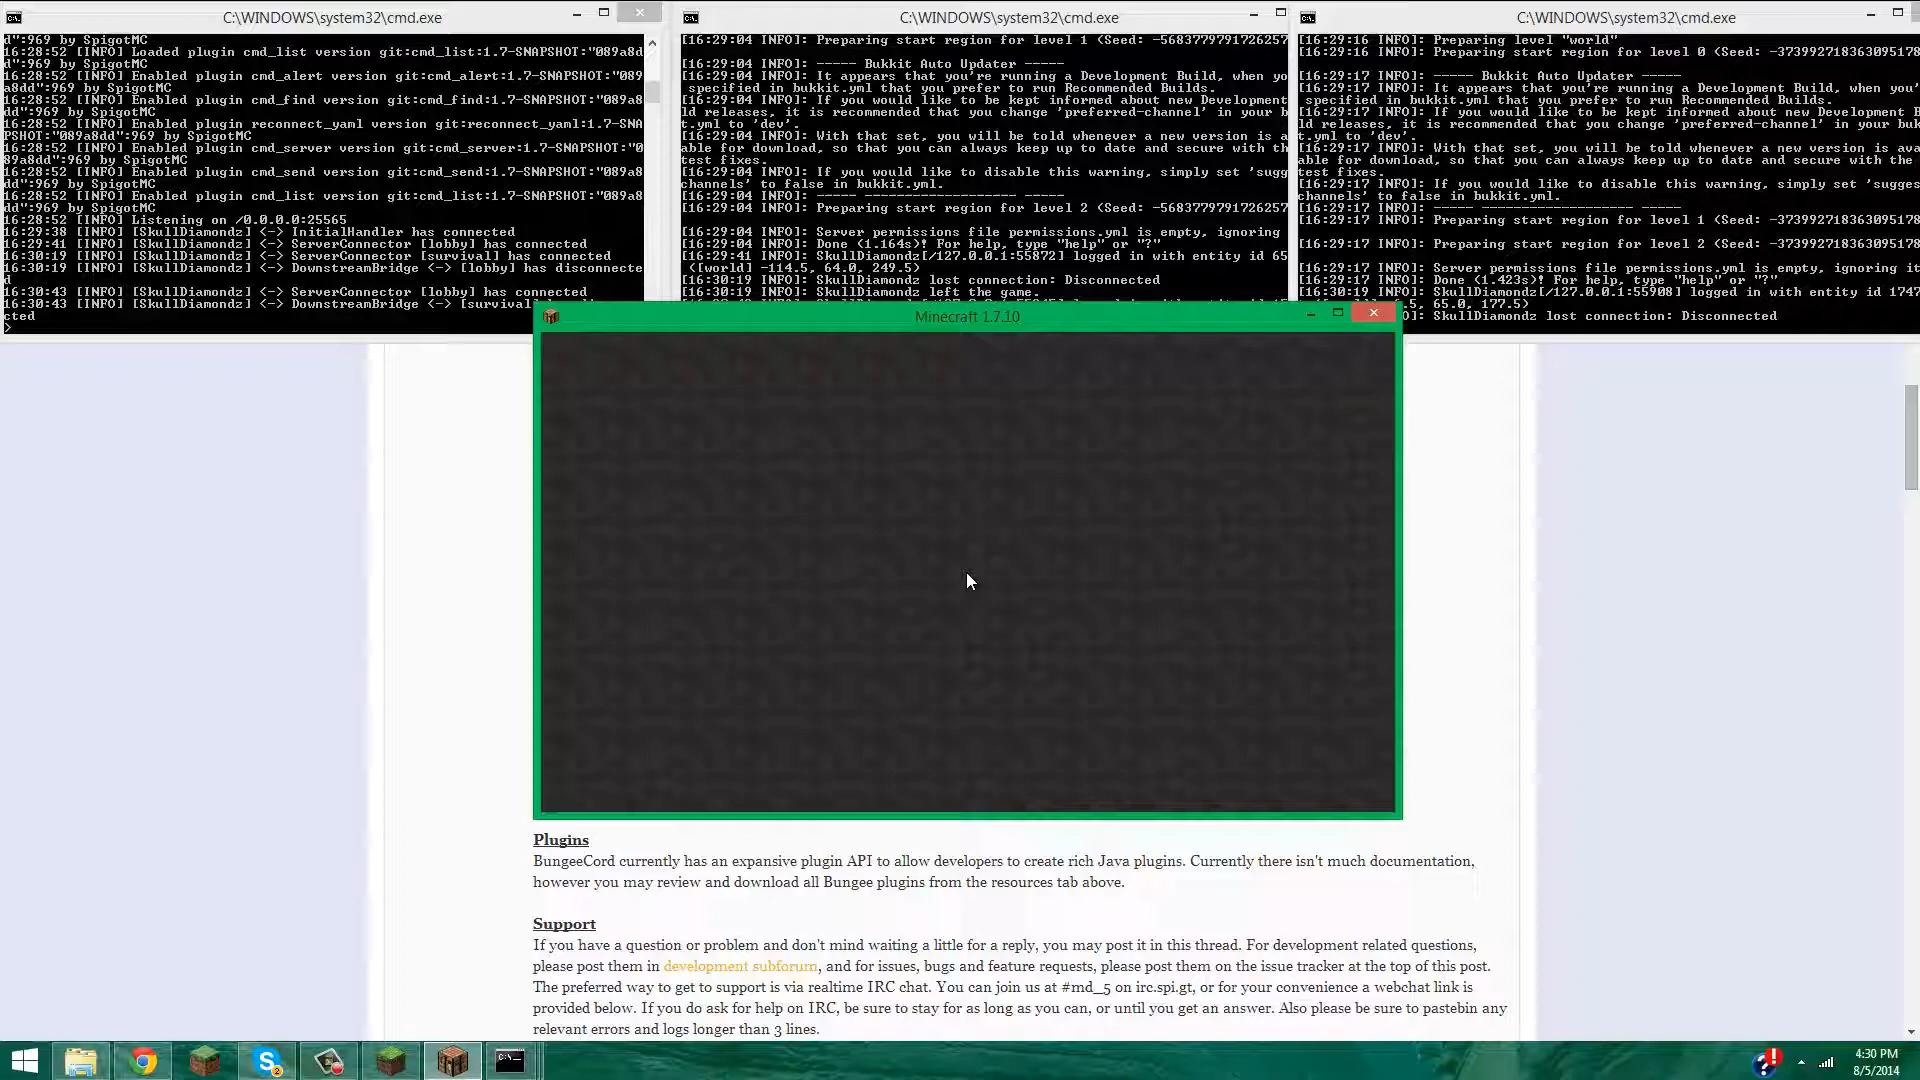 C:\WINDOWS\system32\cmd.exe
d":969 by SpigotMC
16:28:52 [INFO] Loaded plugin cmd_list version git:cmd_list:1.7-SNAPSHOT:"089a8d
d":969 by SpigotMC
16:28:52 [INFO] Enabled plugin cmd_alert version git:cmd_alert:1.7-SNAPSHOT:"089
a8dd":969 by SpigotMC
16:28:52 [INFO] Enabled plugin cmd_find version git:cmd_find:1.7-SNAPSHOT:"089a8
dd":969 by SpigotMC
16:28:52 [INFO] Enabled plugin reconnect_yaml version git:reconnect_yaml:1.7-SNA
PSHOT:"089a8dd":969 by SpigotMC
16:28:52 [INFO] Enabled plugin cmd_server version git:cmd_server:1.7-SNAPSHOT:"0
89a8dd":969 by SpigotMC
16:28:52 [INFO] Enabled plugin cmd_send version git:cmd_send:1.7-SNAPSHOT:"089a8
dd":969 by SpigotMC
16:28:52 [INFO] Enabled plugin cmd_list version git:cmd_list:1.7-SNAPSHOT:"089a8
dd":969 by SpigotMC
16:28:52 [INFO] Listening on /0.0.0.0:25565
16:29:38 [INFO] [SkullDiamondz] <-> InitialHandler has connected
16:29:41 [INFO] [SkullDiamondz] <-> ServerConnector [lobby] has connected
16:30:19 [INFO] [SkullDiamondz] <-> ServerConnector [survival] has connected
16:30:19 [INFO] [SkullDiamondz] <-> DownstreamBridge <-> [lobby] has disconnecte
d
16:30:43 [INFO] [SkullDiamondz] <-> ServerConnector [lobby] has connected
16:30:43 [INFO] [SkullDiamondz] <-> DownstreamBridge <-> [survival]
cted
>
C:\WINDOWS\system32\cmd.exe
[16:29:04 INFO]: Preparing start region for level 1 (Seed: -5683779791726257
[16:29:04 INFO]: ----- Bukkit Auto Updater -----
[16:29:04 INFO]: It appears that you're running a Development Build, when yo
specified in bukkit.yml that you prefer to run Recommended Builds.
[16:29:04 INFO]: If you would like to be kept informed about new Development
ld releases, it is recommended that you change 'preferred-channel' in your b
t.yml to 'dev'.
[16:29:04 INFO]: With that set, you will be told whenever a new version is a
able for download, so that you can always keep up to date and secure with th
test fixes.
[16:29:04 INFO]: If you would like to disable this warning, simply set 'sugg
channels' to false in bukkit.yml.
[16:29:04 INFO]: ----- ------------------- -----
[16:29:04 INFO]: Preparing start region for level 2 (Seed: -5683779791726257
[16:29:04 INFO]: Server permissions file permissions.yml is empty, ignoring
[16:29:04 INFO]: Done (1.164s)! For help, type "help" or "?"
[16:29:41 INFO]: SkullDiamondz[/127.0.0.1:55872] logged in with entity id 65
([world] -114.5, 64.0, 249.5)
[16:30:19 INFO]: SkullDiamondz lost connection: Disconnected
[16:30:19 INFO]: SkullDiamondz left the game.
C:\WINDOWS\system32\cmd.exe
[16:29:16 INFO]: Preparing level "world"
[16:29:16 INFO]: Preparing start region for level 0 (Seed: -373992718363095178
[16:29:17 INFO]: ----- Bukkit Auto Updater -----
[16:29:17 INFO]: It appears that you're running a Development Build, when you'
specified in bukkit.yml that you prefer to run Recommended Builds.
[16:29:17 INFO]: If you would like to be kept informed about new Development B
ld releases, it is recommended that you change 'preferred-channel' in your buk
t.yml to 'dev'.
[16:29:17 INFO]: With that set, you will be told whenever a new version is ava
able for download, so that you can always keep up to date and secure with the
test fixes.
[16:29:17 INFO]: If you would like to disable this warning, simply set 'sugges
channels' to false in bukkit.yml.
[16:29:17 INFO]: ----- ------------------- -----
[16:29:17 INFO]: Preparing start region for level 1 (Seed: -373992718363095178
[16:29:17 INFO]: Preparing start region for level 2 (Seed: -373992718363095178
[16:29:17 INFO]: Server permissions file permissions.yml is empty, ignoring it
[16:29:17 INFO]: Done (1.423s)! For help, type "help" or "?"
[16:30:19 INFO]: SkullDiamondz[/127.0.0.1:55908] logged in with entity id 1747
5, 65.0, 177.5)
SkullDiamondz lost connection: Disconnected
Minecraft 1.7.10
Plugins
BungeeCord currently has an expansive plugin API to allow developers to create rich Java plugins. Currently there isn't much documentation,
however you may review and download all Bungee plugins from the resources tab above.
Support
If you have a question or problem and don't mind waiting a little for a reply, you may post it in this thread. For development related questions,
please post them in development subforum, and for issues, bugs and feature requests, please post them on the issue tracker at the top of this post.
The preferred way to get to support is via realtime IRC chat. You can join us at #md_5 on irc.spi.gt, or for your convenience a webchat link is
provided below. If you do ask for help on IRC, be sure to stay for as long as you can, or until you get an answer. Also please be sure to pastebin any
relevant errors and logs longer than 3 lines.
4:30 PM
8/5/2014